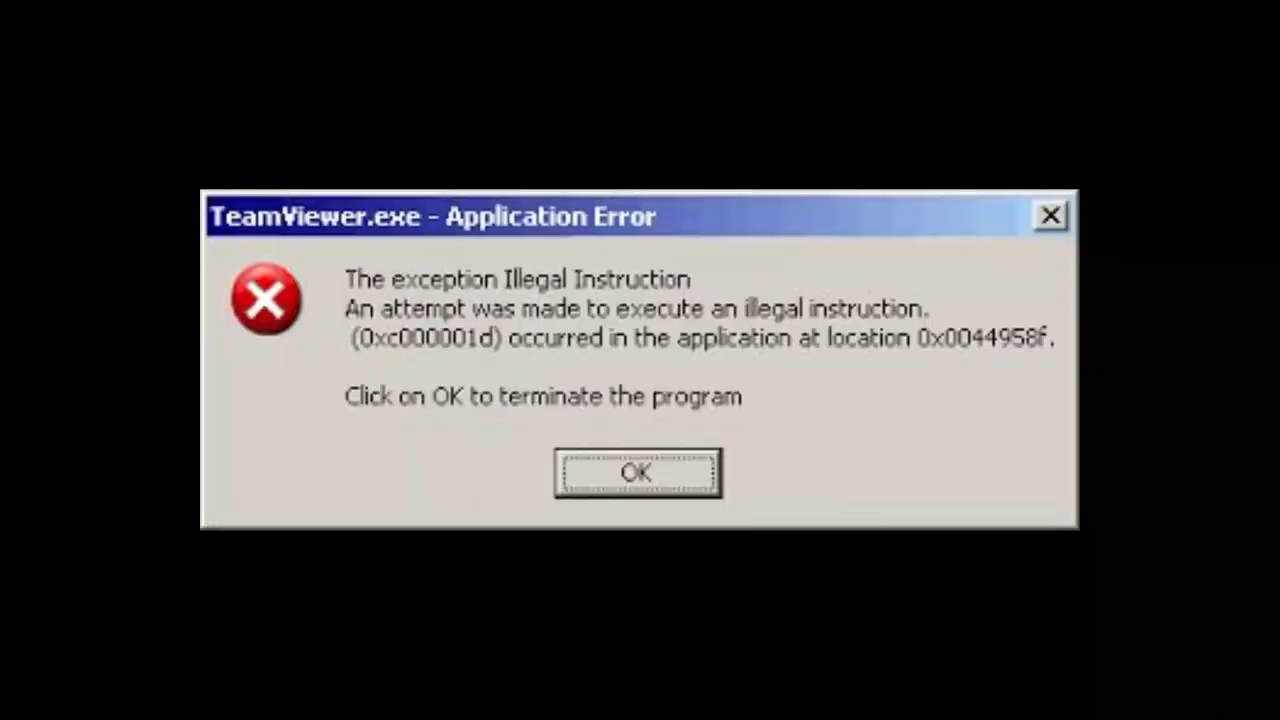 TeamViewer.exe - Application Error
The exception Illegal Instruction
An attempt was made to execute an illegal instruction.
(0xc000001d) occurred in the application at location 0x0044958f.
Click on OK to terminate the program
OK